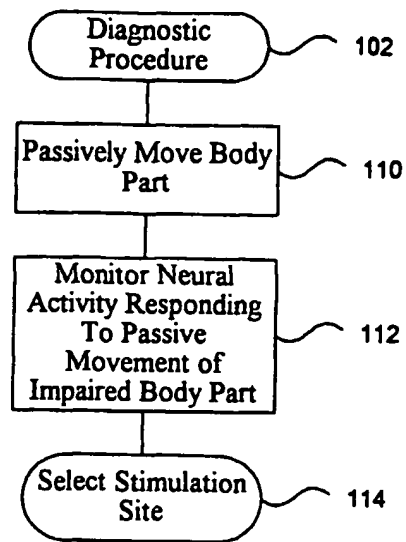 Diagnostic
Procedure
102
Passively Move Body
Part
110
Monitor Neural
Activity Responding
To Passive
Movement of
Impaired Body Part
112
Select Stimulation
Site
114